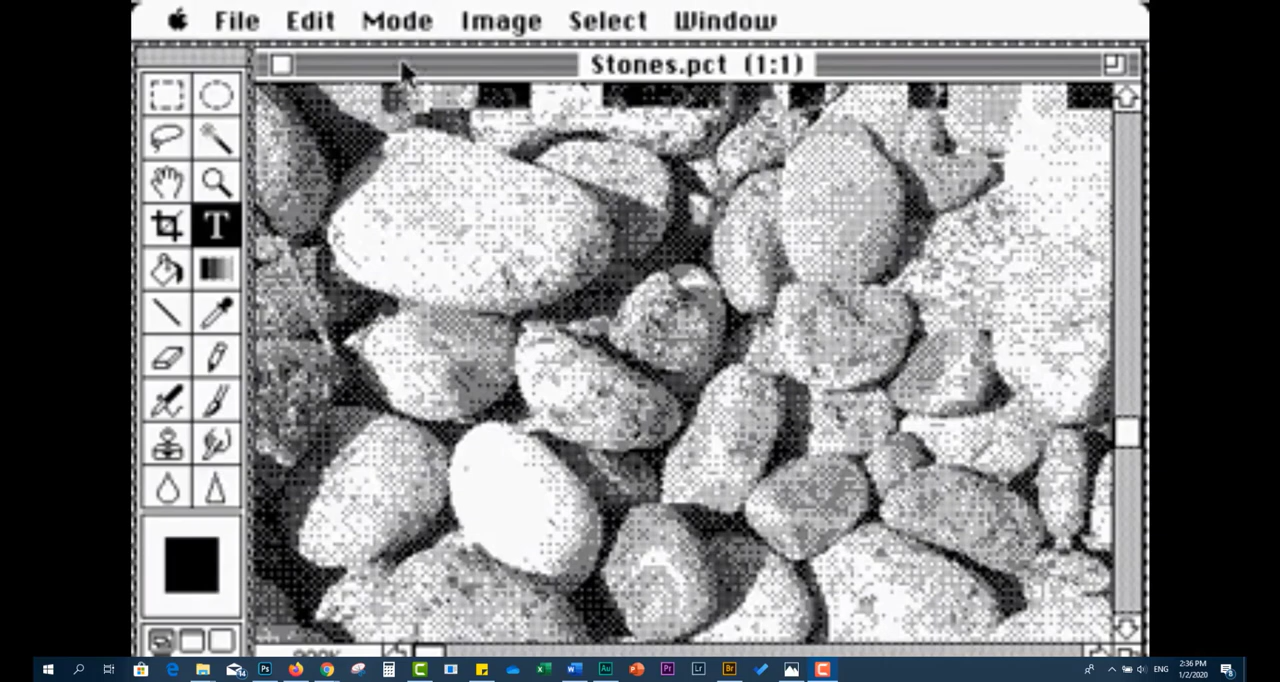 File Edit Mode Image Select Window
Stones.pct (1:1)
T
ENG
2:36 PM
1/2/2020